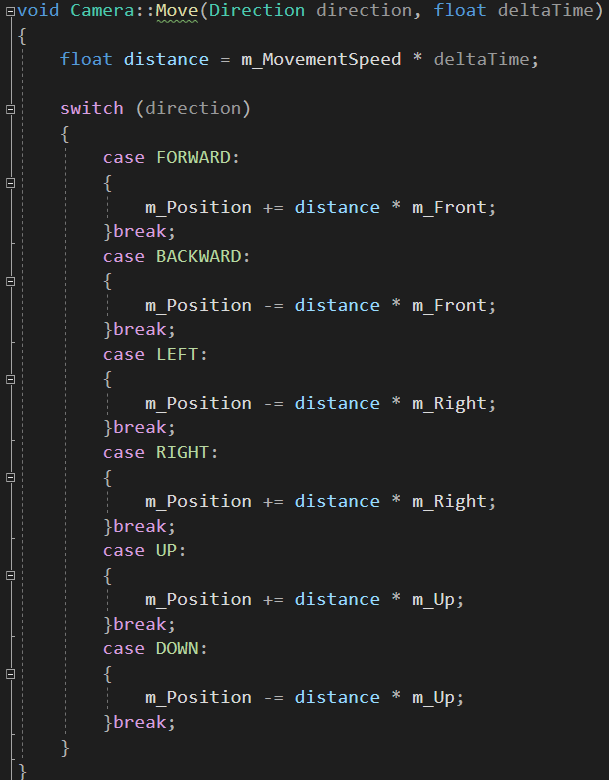 void Camera::Move(Direction direction, float deltaTime)
{
    float distance = m_MovementSpeed * deltaTime;

    switch (direction)
    {
        case FORWARD:
        {
            m_Position += distance * m_Front;
        }break;
        case BACKWARD:
        {
            m_Position -= distance * m_Front;
        }break;
        case LEFT:
        {
            m_Position -= distance * m_Right;
        }break;
        case RIGHT:
        {
            m_Position += distance * m_Right;
        }break;
        case UP:
        {
            m_Position += distance * m_Up;
        }break;
        case DOWN:
        {
            m_Position -= distance * m_Up;
        }break;
    }
}